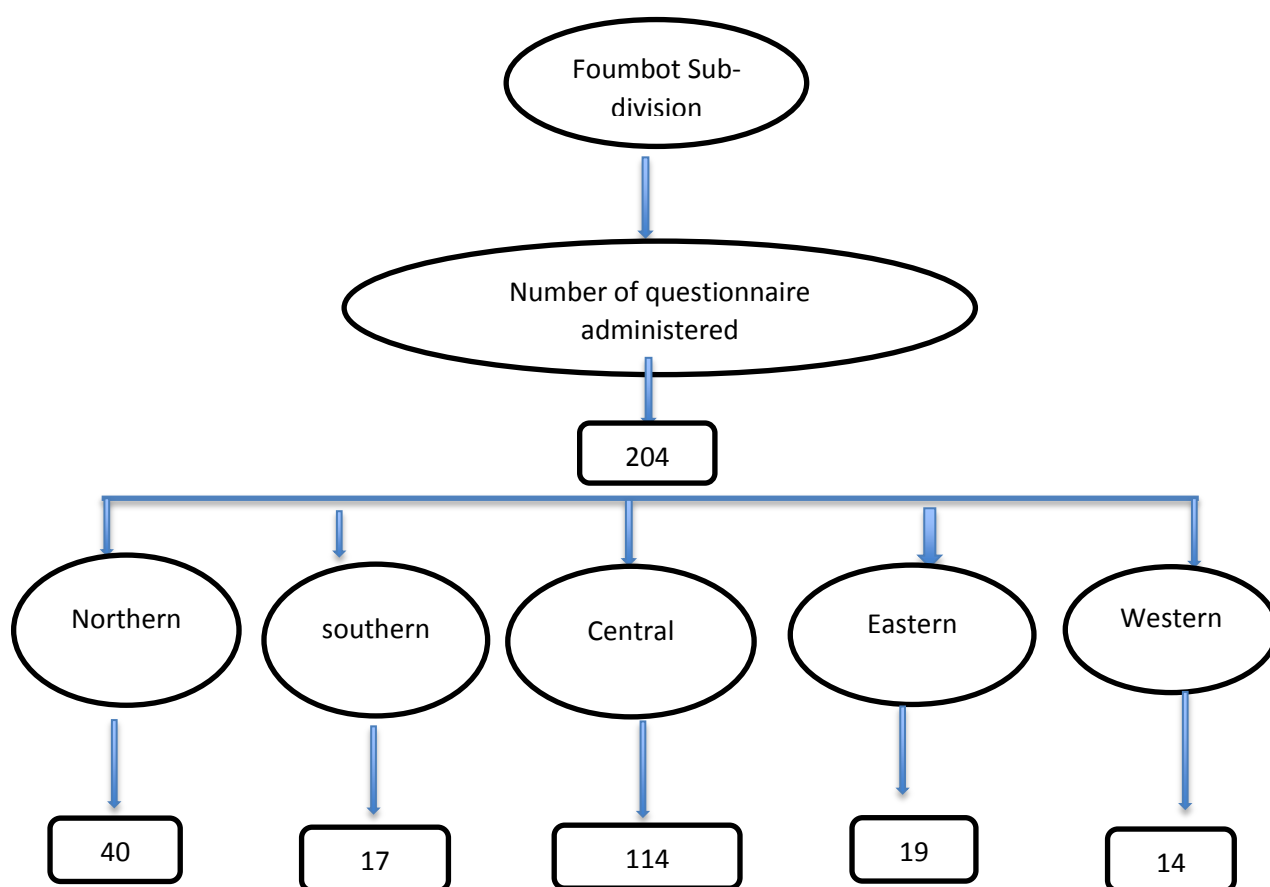 Foumbot Sub-
division
Number of questionnaire
administered
204
Northern
southern
Central
Eastern
Western
40
17
114
19
14